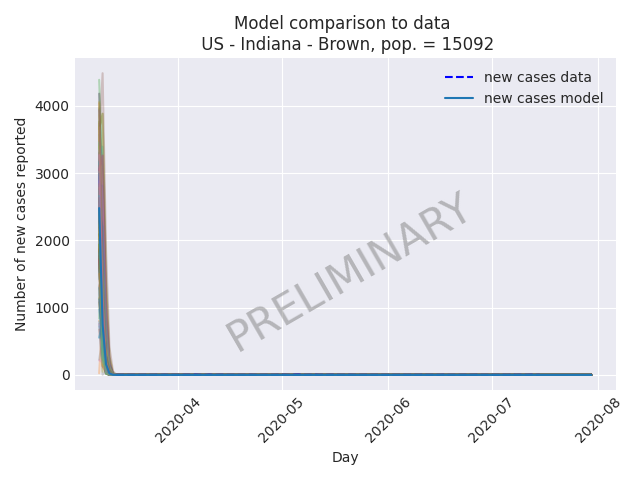 Model comparison to data
US - Indiana - Brown, pop. = 15092
new cases data
new cases model
Number of new cases reported
4000
3000
2000
1000
0
PRELIMINARY
2020-04
2020-05
2020-06
2020-07
2020-08
Day